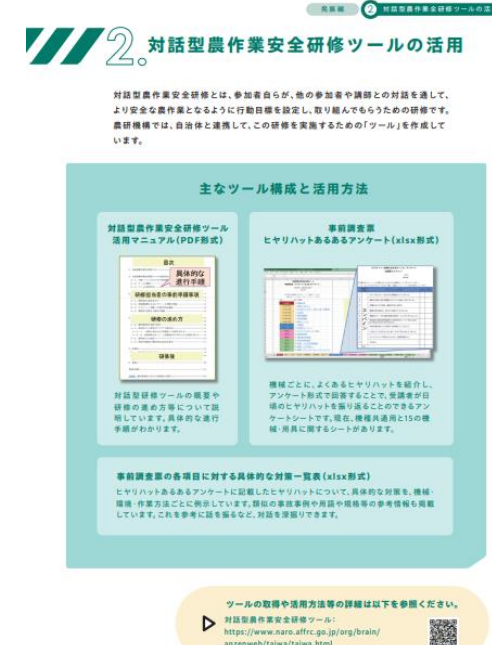 発展編 2 対話型農作業安全研修ツールの活
2. 対話型農作業安全研修ツールの活用
対話型農作業安全研修とは、参加者自らが、他の参加者や講師との対話を通して、
より安全な農作業となるように行動目標を設定し、取り組んでもらうための研修です。
農研機構では、自治体と連携して、この研修を実施するための「ツール」を作成して
います。
主なツール構成と活用方法
対話型農作業安全研修ツール
活用マニュアル(PDF形式)
目次
具体的な
進行手順
研修担当者の事前準備事項
研修の進め方
研修後
対話型研修ツールの概要や
研修の進め方等について説
明しています。具体的な進行
手順がわかります。
事前調査票
ヒヤリハットあるあるアンケート(xlsx形式)
機械ごとに、よくあるヒヤリハットを紹介し、
アンケート形式で回答することで、受講者が日
頃のヒヤリハットを振り返ることのできるアン
ケートシートです。現在、機種共通用と15の機
械・用具に関するシートがあります。
事前調査票の各項目に対する具体的な対策一覧表(xlsx形式)
ヒヤリハットあるあるアンケートに記載したヒヤリハットについて、具体的な対策を、機械・
環境・作業方法ごとに例示しています。類似の事故事例や用語や規格等の参考情報も掲載
しています。これを参考に話を振るなど、対話を深掘りできます。
ツールの取得や活用方法等の詳細は以下を参照ください。
対話型農作業安全研修ツール:
https://www.naro.affrc.go.jp/org/brain/
anzenweb/taiwa/taiwa.html